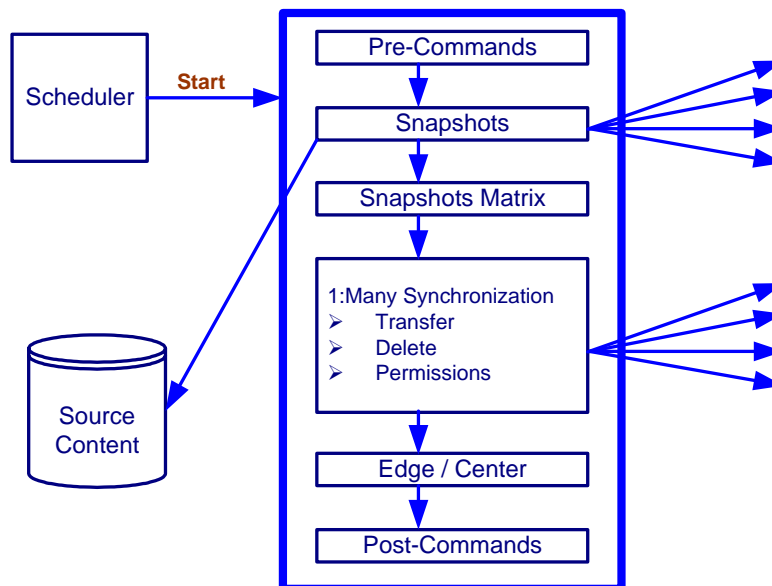 Pre-Commands
Scheduler
Start
Snapshots
Snapshots Matrix
1:Many Synchronization
➢ Transfer
➢ Delete
➢ Permissions
Source
Content
Edge / Center
Post-Commands